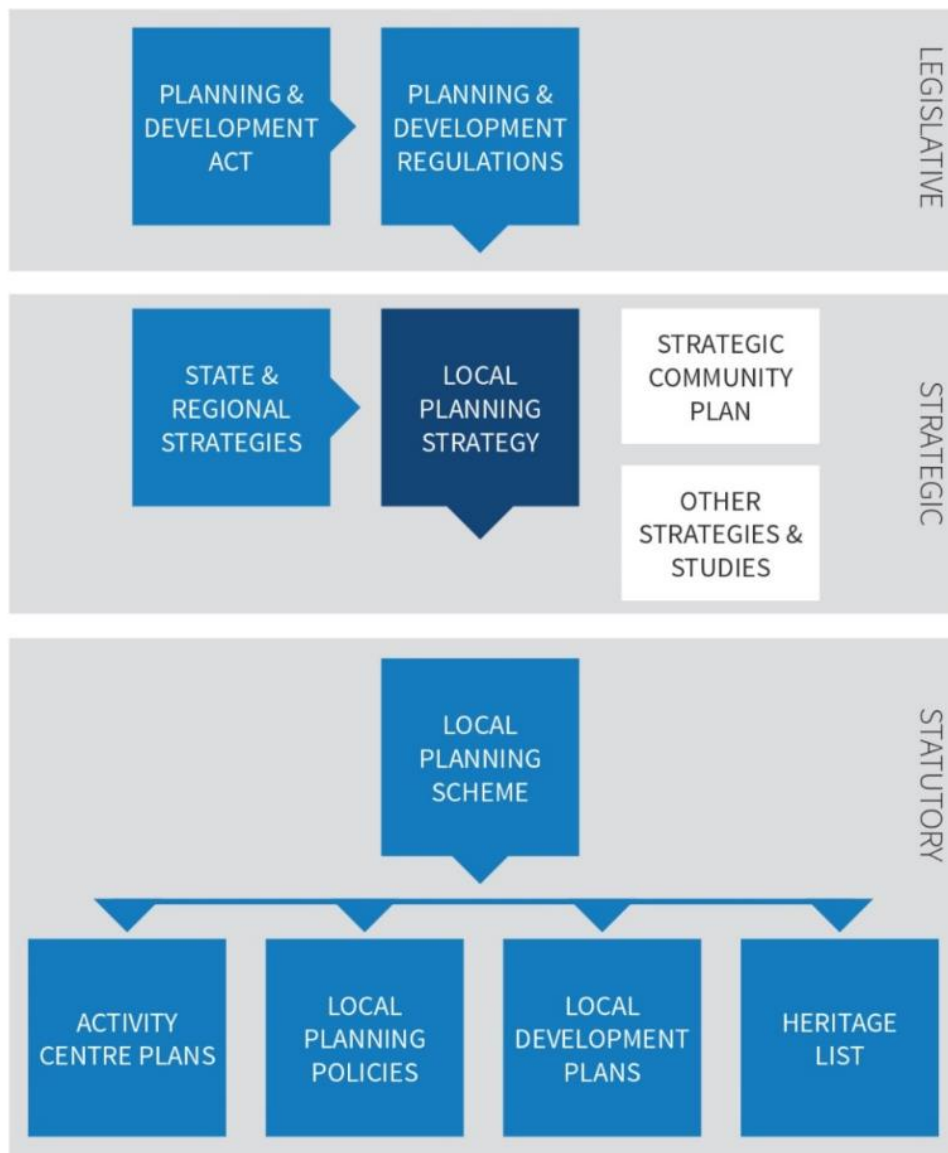 PLANNING &
DEVELOPMENT
ACT
PLANNING &
DEVELOPMENT
REGULATIONS
LEGISLATIVE
STATE &
REGIONAL
STRATEGIES
LOCAL
PLANNING
STRATEGY
STRATEGIC
COMMUNITY
PLAN
OTHER
STRATEGIES &
STUDIES
STRATEGIC
LOCAL
PLANNING
SCHEME
STATUTORY
ACTIVITY
CENTRE PLANS
LOCAL
PLANNING
POLICIES
LOCAL
DEVELOPMENT
PLANS
HERITAGE
LIST